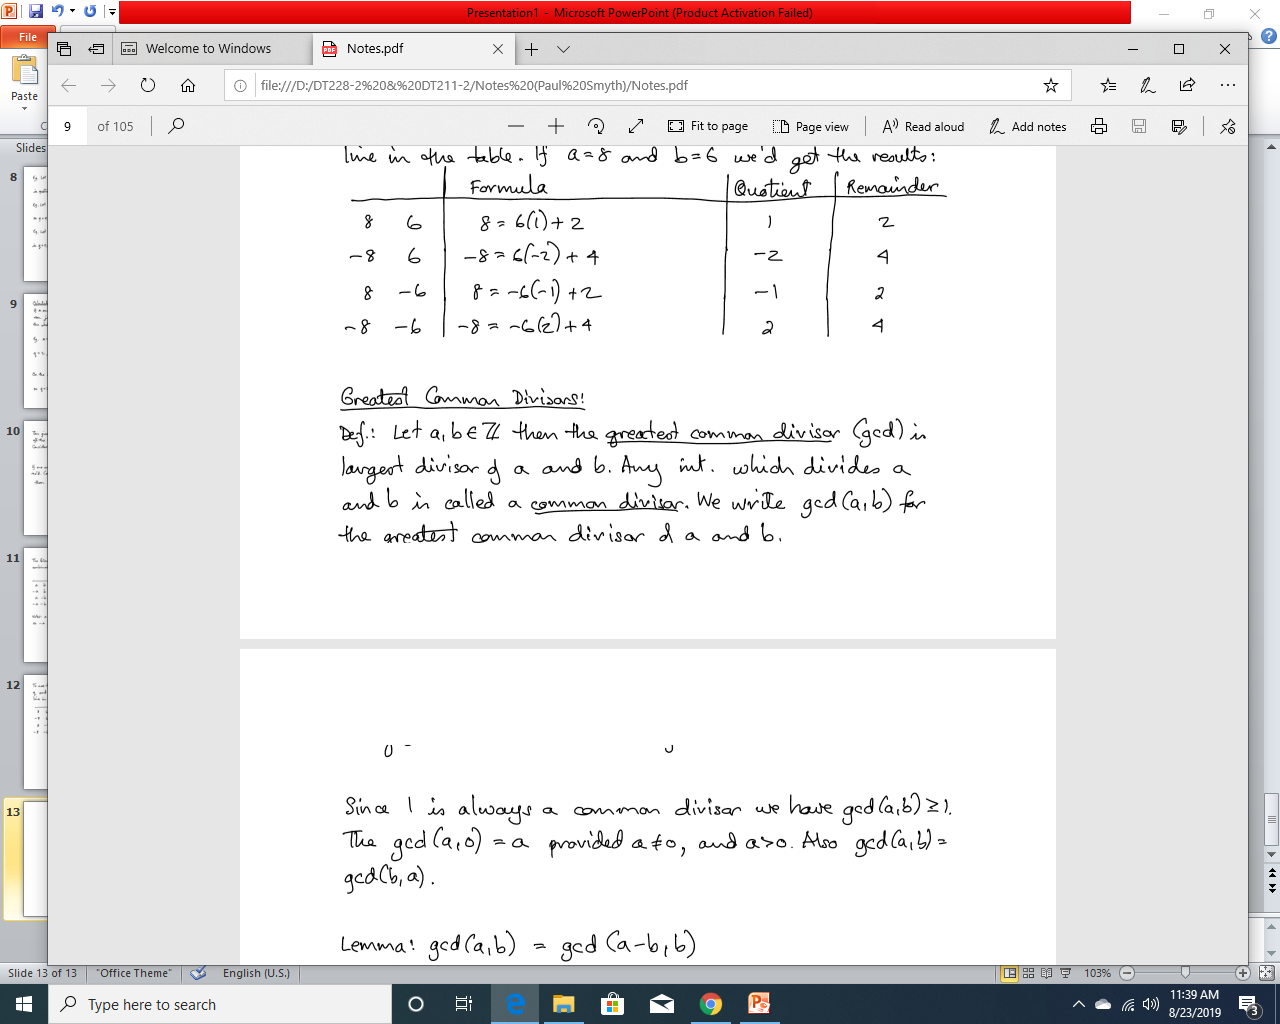 Presentation1 - Microsoft PowerPoint (Product Activation Failed)
File
Welcome to Windows
Notes.pdf
Paste
file:///D:/DT228-2%20&%20DT211-2/Notes%20(Paul%20Smyth)/Notes.pdf
9 of 105
Fit to page
Page view
Read aloud
Add notes
Slides
line in the table. If a=8 and b=6 we'd get the results:
Formula Quotient Remainder
8 6 8 = 6(1)+2 1 2
-8 6 -8 = 6(-2)+4 -2 4
8 -6 8 = -6(-1)+2 -1 2
-8 -6 -8 = -6(2)+4 2 4
Greatest Common Divisors:
Def.: Let a, b ∈ ℤ then the greatest common divisor (gcd) is
largest divisor of a and b. Any int. which divides a
and b is called a common divisor. We write gcd(a,b) for
the greatest common divisor of a and b.
Since 1 is always a common divisor we have gcd(a,b) ≥ 1.
The gcd(a,0) = a provided a≠0, and a>0. Also gcd(a,b) =
gcd(b,a).
Lemma: gcd(a,b) = gcd(a-b,b)
8
9
10
11
12
13
Slide 13 of 13
"Office Theme"
English (U.S.)
103%
Type here to search
11:39 AM
8/23/2019
3